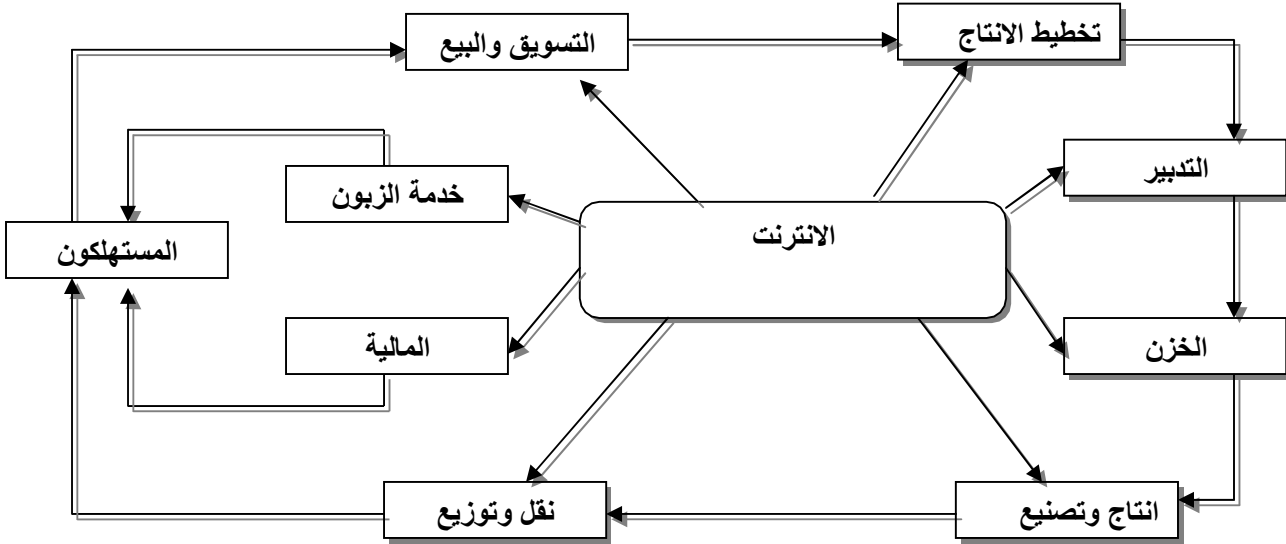 تخطيط الانتاج
التسويق والبيع
التدبير
خدمة الزبون
الانترنت
المستهلكون
الخزن
المالية
انتاج وتصنيع
نقل وتوزيع